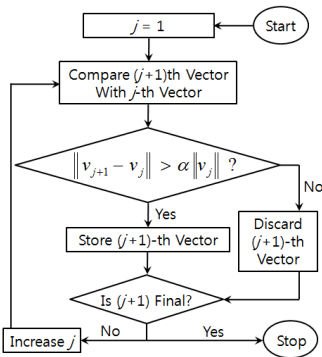 Start
j = 1
Compare (j+1)th Vector
With j-th Vector
‖v_{j+1} − v_j‖ > α‖v_j‖ ?
No
Yes
Discard
(j+1)-th
Vector
Store (j+1)-th Vector
Is (j+1) Final?
No
Yes
Increase j
Stop